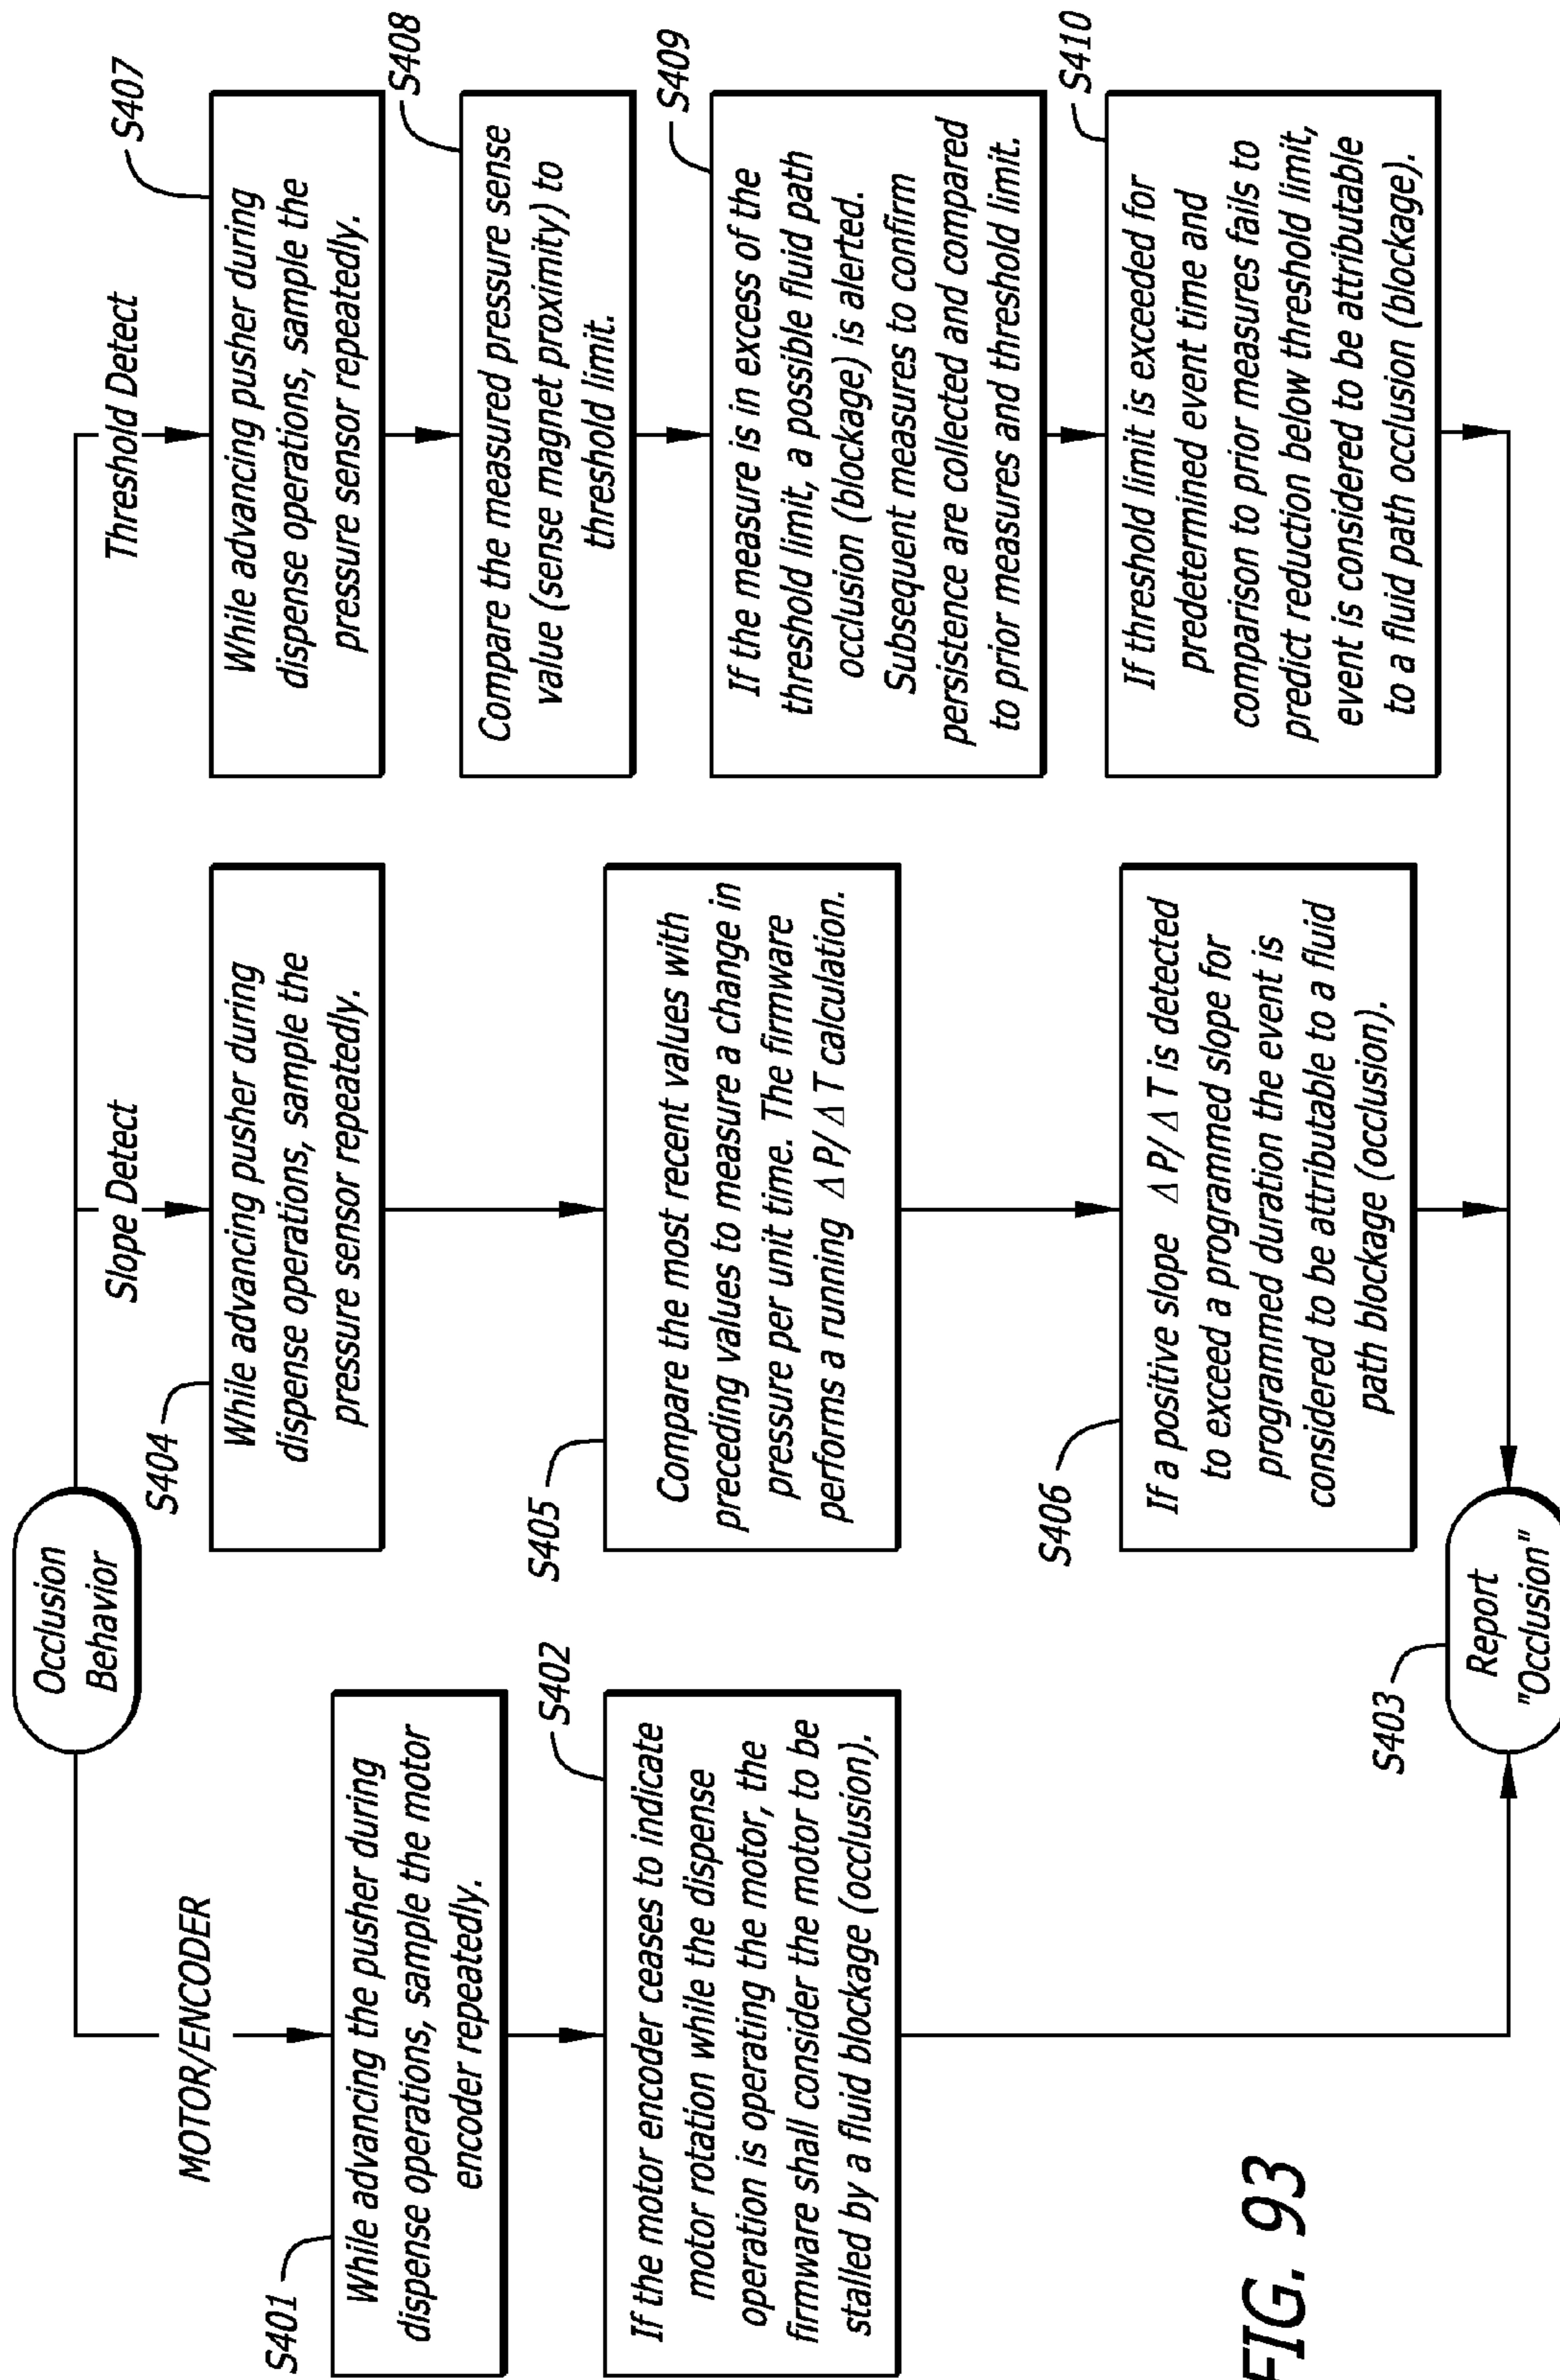 Occlusion
Behavior
MOTOR/ENCODER
S401
While advancing the pusher during
dispense operations, sample the motor
encoder repeatedly.
S402
If the motor encoder ceases to indicate
motor rotation while the dispense
operation is operating the motor, the
firmware shall consider the motor to be
stalled by a fluid blockage (occlusion).
Slope Detect
S404
While advancing pusher during
dispense operations, sample the
pressure sensor repeatedly.
S405
Compare the most recent values with
preceding values to measure a change in
pressure per unit time. The firmware
performs a running Δ P/ Δ T calculation.
S406
If a positive slope Δ P/ Δ T is detected
to exceed a programmed slope for
programmed duration the event is
considered to be attributable to a fluid
path blockage (occlusion).
Threshold Detect
S407
While advancing pusher during
dispense operations, sample the
pressure sensor repeatedly.
S408
Compare the measured pressure sense
value (sense magnet proximity) to
threshold limit.
S409
If the measure is in excess of the
threshold limit, a possible fluid path
occlusion (blockage) is alerted.
Subsequent measures to confirm
persistence are collected and compared
to prior measures and threshold limit.
S410
If threshold limit is exceeded for
predetermined event time and
comparison to prior measures fails to
predict reduction below threshold limit,
event is considered to be attributable
to a fluid path occlusion (blockage).
S403
Report
"Occlusion"
FIG. 93